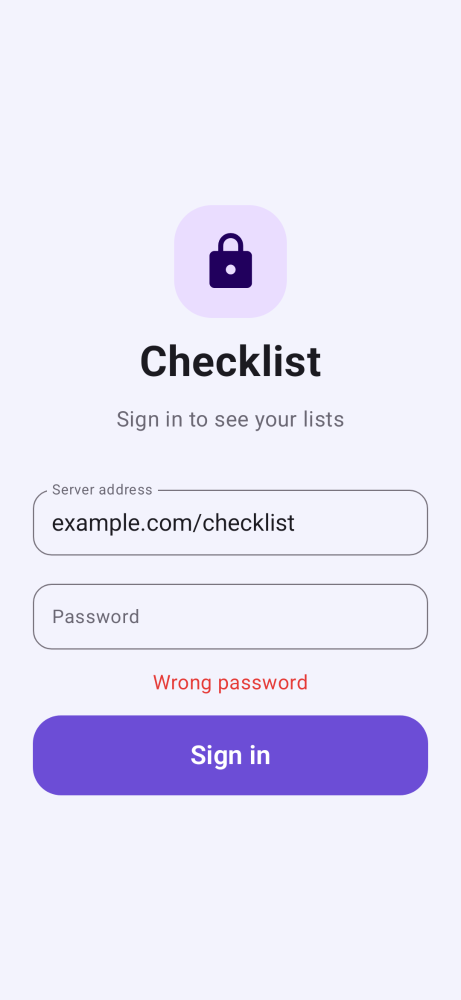 Checklist
Sign in to see your lists
Server address
example.com/checklist
Password
Wrong password
Sign in